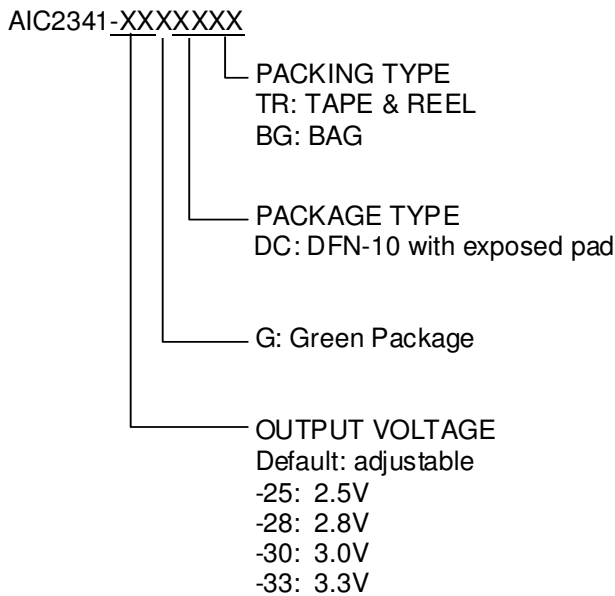 AIC2341-XXXXXXX
PACKING TYPE
TR: TAPE & REEL
BG: BAG
PACKAGE TYPE
DC: DFN-10 with exposed pad
G: Green Package
OUTPUT VOLTAGE
Default: adjustable
-25: 2.5V
-28: 2.8V
-30: 3.0V
-33: 3.3V